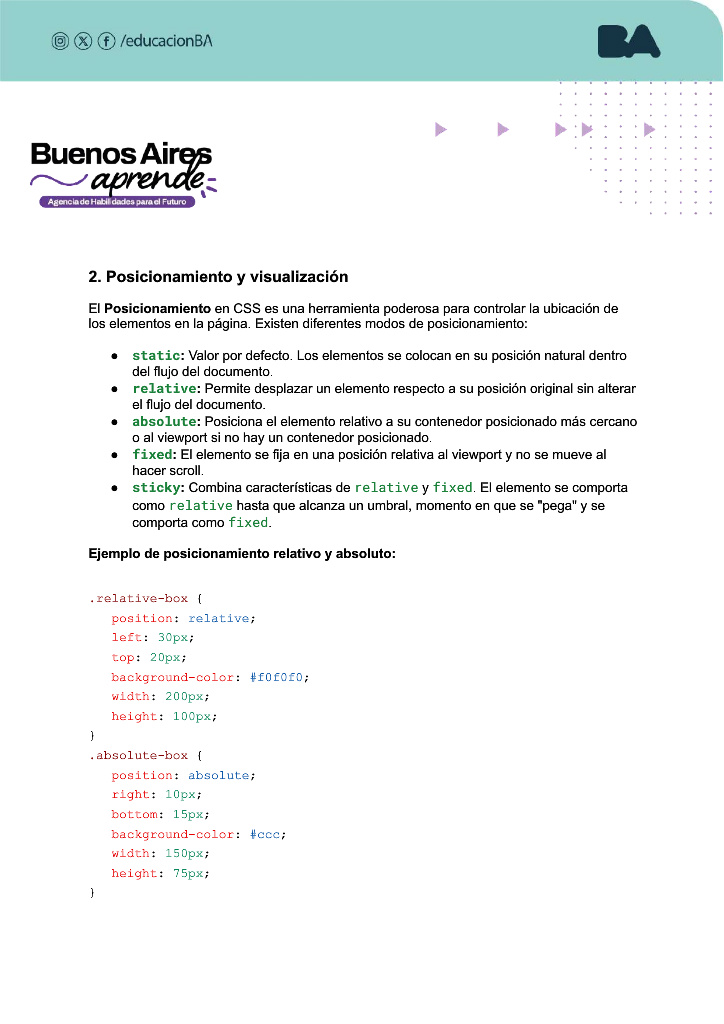 /educacionBA
BA
Buenos Aires
aprende
Agencia de Habilidades para el Futuro
2. Posicionamiento y visualización
El Posicionamiento en CSS es una herramienta poderosa para controlar la ubicación de
los elementos en la página. Existen diferentes modos de posicionamiento:
● static: Valor por defecto. Los elementos se colocan en su posición natural dentro
del flujo del documento.
● relative: Permite desplazar un elemento respecto a su posición original sin alterar
el flujo del documento.
● absolute: Posiciona el elemento relativo a su contenedor posicionado más cercano
o al viewport si no hay un contenedor posicionado.
● fixed: El elemento se fija en una posición relativa al viewport y no se mueve al
hacer scroll.
● sticky: Combina características de relative y fixed. El elemento se comporta
como relative hasta que alcanza un umbral, momento en que se "pega" y se
comporta como fixed.
Ejemplo de posicionamiento relativo y absoluto:
.relative-box {
position: relative;
left: 30px;
top: 20px;
background-color: #f0f0f0;
width: 200px;
height: 100px;
}
.absolute-box {
position: absolute;
right: 10px;
bottom: 15px;
background-color: #ccc;
width: 150px;
height: 75px;
}